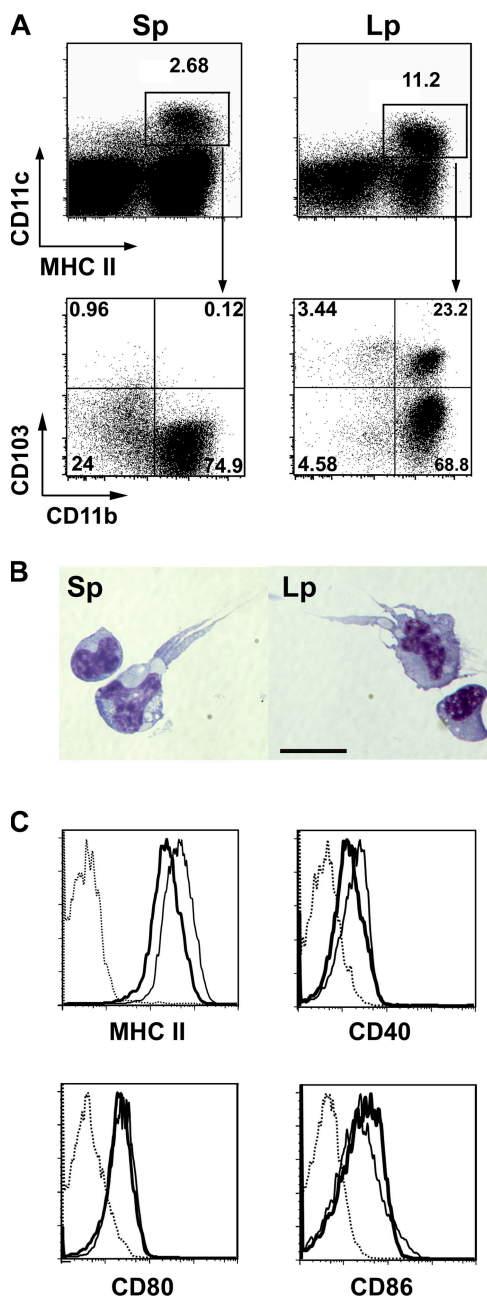 A
Sp
Lp
2.68
11.2
CD11c
MHC II
0.96
0.12
3.44
23.2
CD103
24
74.9
4.58
68.8
CD11b
B
Sp
Lp
C
MHC II
CD40
CD80
CD86